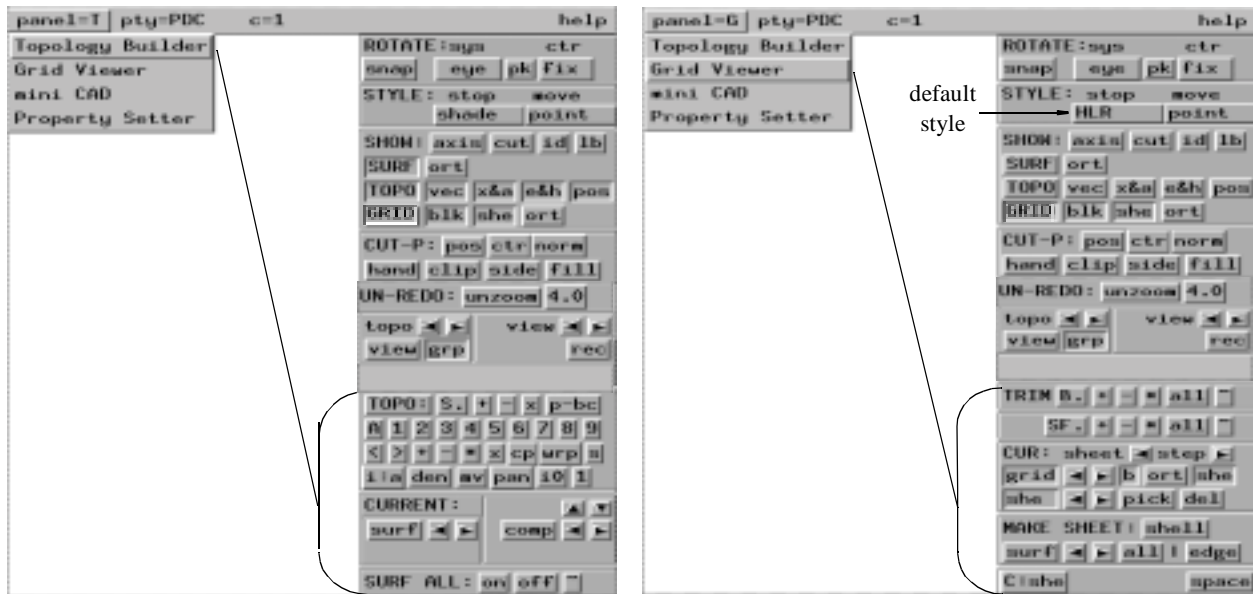 panel=T pty=PDC c=1 help
Topology Builder
Grid Viewer
mini CAD
Property Setter
ROTATE:sys ctr
snap eye pk fix
STYLE: stop move
shade point
SHOW: axis cut id lb
SURF ort
TOPO vec x&a e&h pos
GRID blk she ort
CUT-P: pos ctr norm
hand clip side fill
UN-REDO: unzoom 4.0
topo ◄ ► view ◄ ►
view grp rec
TOPO: S. + - x p-bc
A 1 2 3 4 5 6 7 8 9
< > + - * x cp wrp s
i:a den mv pan i0 1
CURRENT: ▲ ▼
surf ◄ ► comp ◄ ►
SURF ALL: on off ~
panel=G pty=PDC c=1 help
Topology Builder
Grid Viewer
mini CAD
Property Setter
default
style
ROTATE:sys ctr
snap eye pk fix
STYLE: stop move
HLR point
SHOW: axis cut id lb
SURF ort
TOPO vec x&a e&h pos
GRID blk she ort
CUT-P: pos ctr norm
hand clip side fill
UN-REDO: unzoom 4.0
topo ◄ ► view ◄ ►
view grp rec
TRIM B. + - * all ~
SF. + - * all ~
CUR: sheet ◄ step ►
grid ◄ ► b ort she
she ◄ ► pick del
MAKE SHEET: shell
surf ◄ ► all : edge
C:she space